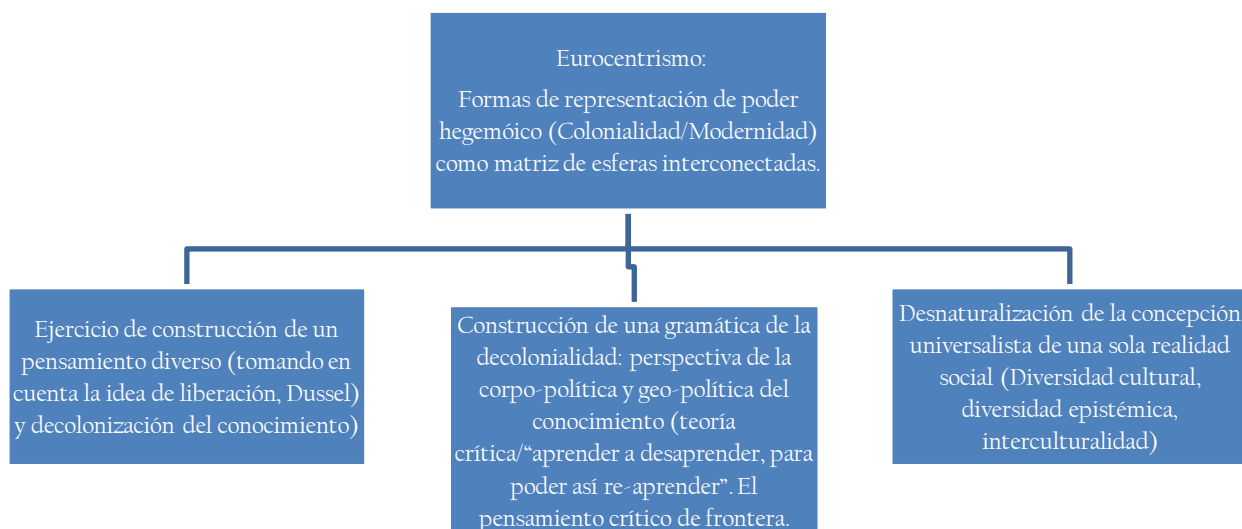 Eurocentrismo:
Formas de representación de poder
hegemóico (Colonialidad/Modernidad)
como matriz de esferas interconectadas.
Ejercicio de construcción de un
pensamiento diverso (tomando en
cuenta la idea de liberación, Dussel)
y decolonización del conocimiento)
Construcción de una gramática de la
decolonialidad: perspectiva de la
corpo-política y geo-política del
conocimiento (teoría
crítica/“aprender a desaprender, para
poder así re-aprender”. El
pensamiento crítico de frontera.
Desnaturalización de la concepción
universalista de una sola realidad
social (Diversidad cultural,
diversidad epistémica,
interculturalidad)